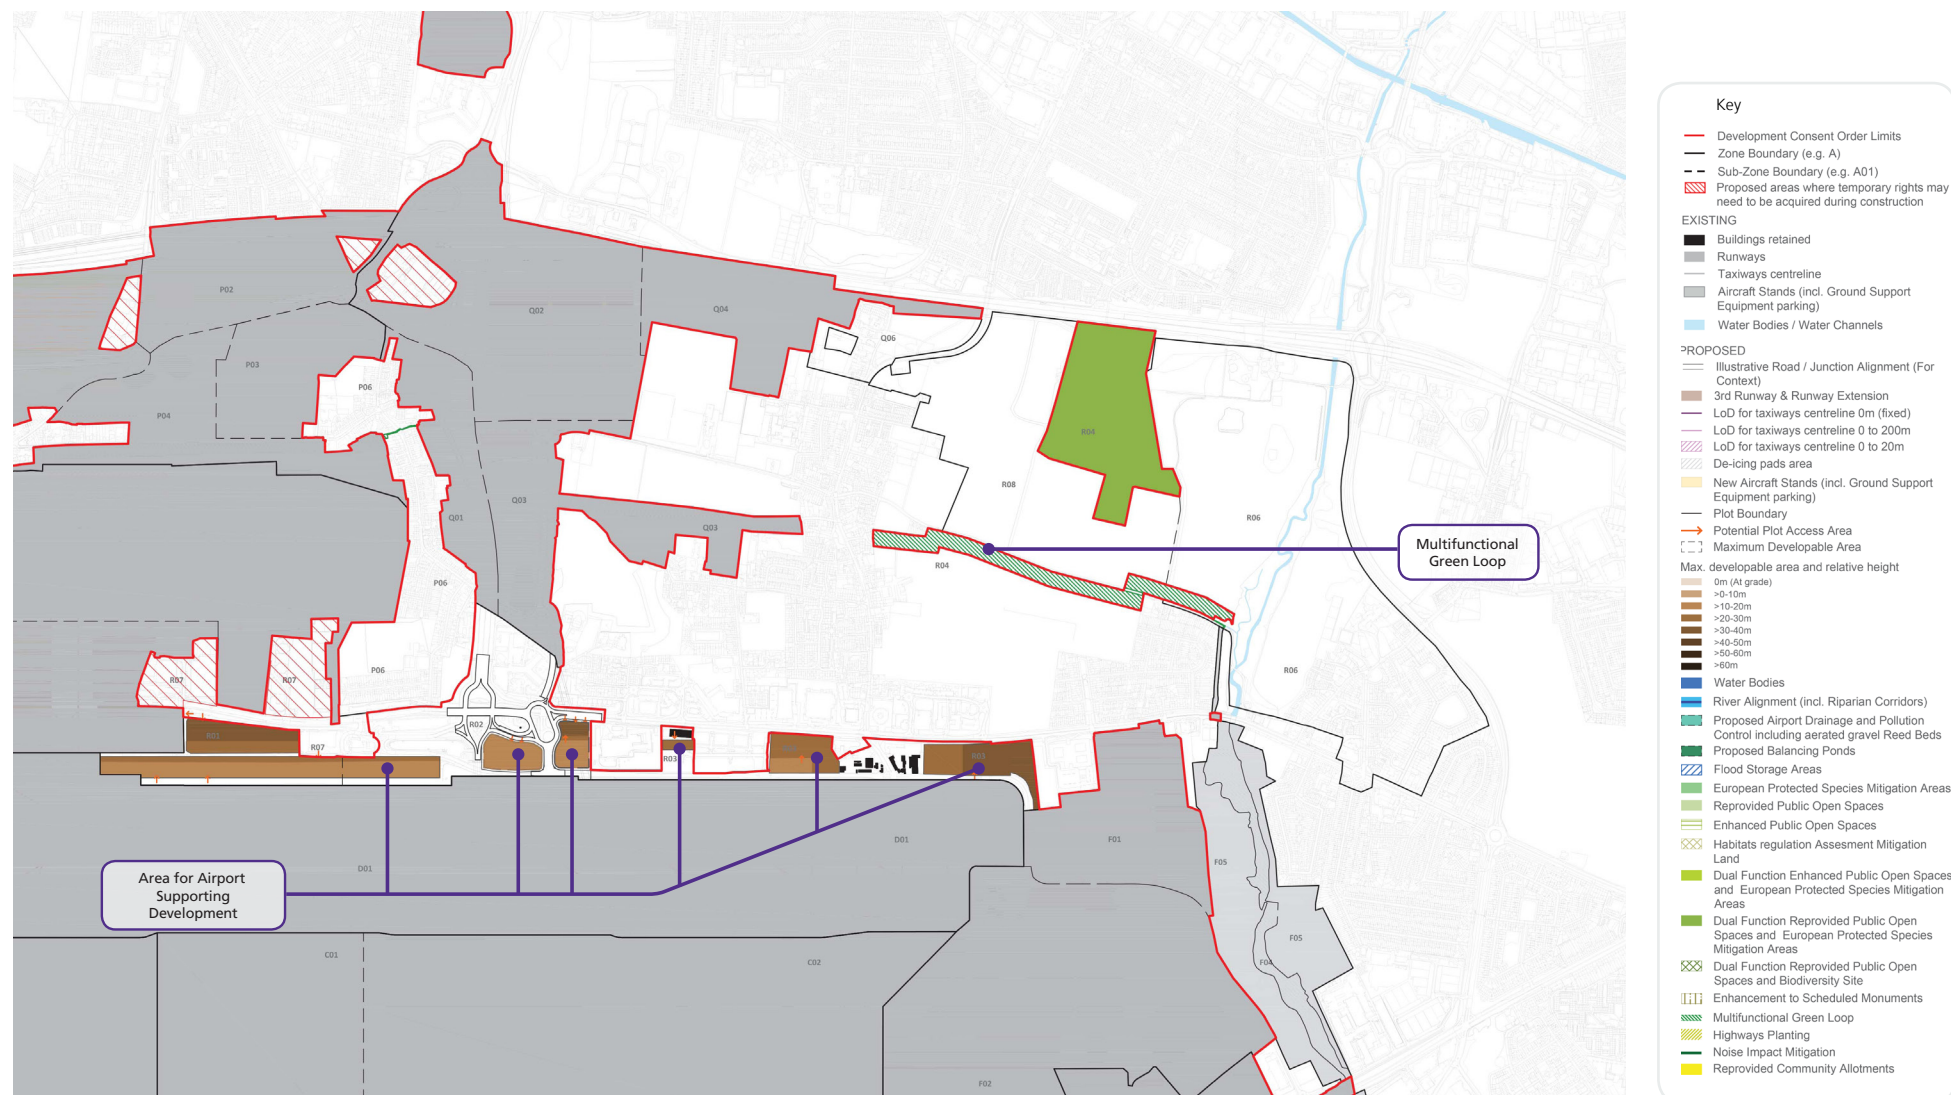 P02
Q02
Q04
Q06
P03
P06
P04
R04
R08
Q01
Q03
Q03
R06
Multifunctional
Green Loop
R04
P06
P06
R07
R07
R06
R02
R01
R07
R03
R03
D01
D01
F01
F05
Area for Airport
Supporting
Development
C01
C02
F05
F04
F02
Key
Development Consent Order Limits
Zone Boundary (e.g. A)
Sub-Zone Boundary (e.g. A01)
Proposed areas where temporary rights may
need to be acquired during construction
EXISTING
Buildings retained
Runways
Taxiways centreline
Aircraft Stands (incl. Ground Support
Equipment parking)
Water Bodies / Water Channels
PROPOSED
Illustrative Road / Junction Alignment (For
Context)
3rd Runway & Runway Extension
LoD for taxiways centreline 0m (fixed)
LoD for taxiways centreline 0 to 200m
LoD for taxiways centreline 0 to 20m
De-icing pads area
New Aircraft Stands (incl. Ground Support
Equipment parking)
Plot Boundary
Potential Plot Access Area
Maximum Developable Area
Max. developable area and relative height
0m (At grade)
>0-10m
>10-20m
>20-30m
>30-40m
>40-50m
>50-60m
>60m
Water Bodies
River Alignment (incl. Riparian Corridors)
Proposed Airport Drainage and Pollution
Control including aerated gravel Reed Beds
Proposed Balancing Ponds
Flood Storage Areas
European Protected Species Mitigation Areas
Reprovided Public Open Spaces
Enhanced Public Open Spaces
Habitats regulation Assesment Mitigation
Land
Dual Function Enhanced Public Open Spaces
and European Protected Species Mitigation
Areas
Dual Function Reprovided Public Open
Spaces and European Protected Species
Mitigation Areas
Dual Function Reprovided Public Open
Spaces and Biodiversity Site
Enhancement to Scheduled Monuments
Multifunctional Green Loop
Highways Planting
Noise Impact Mitigation
Reprovided Community Allotments